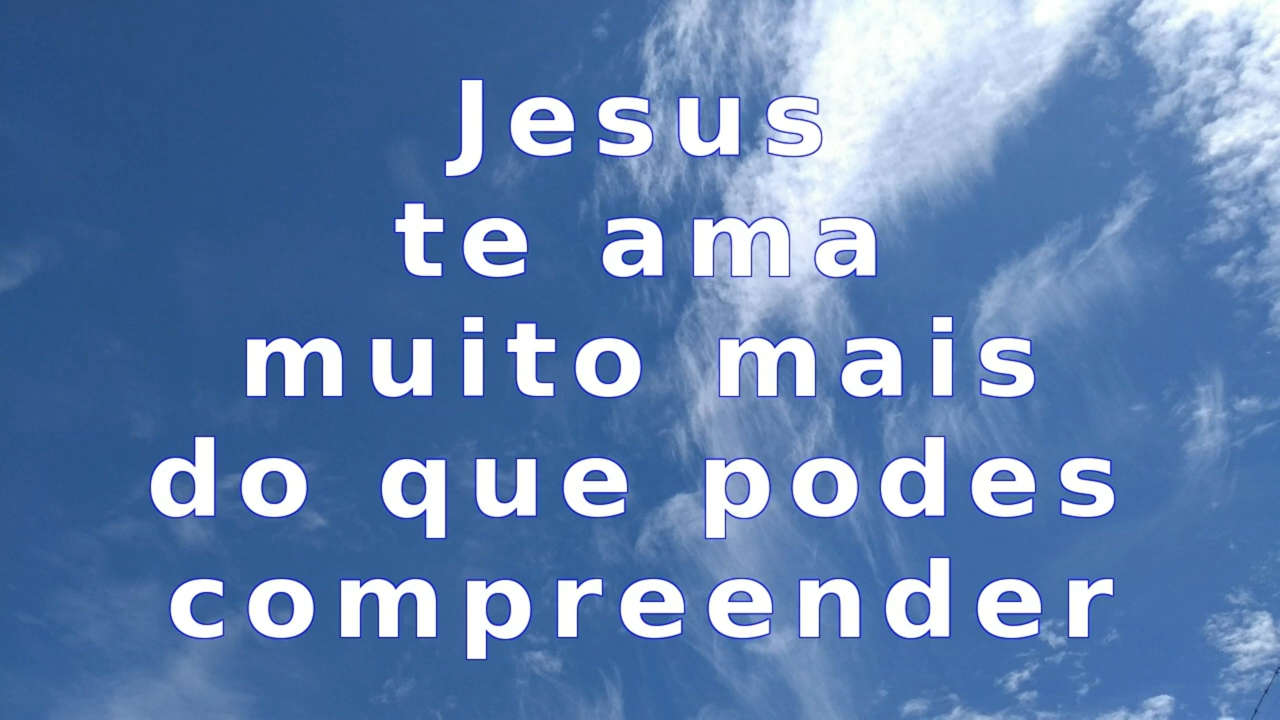 Jesus
te ama
muito mais
do que podes
compreender